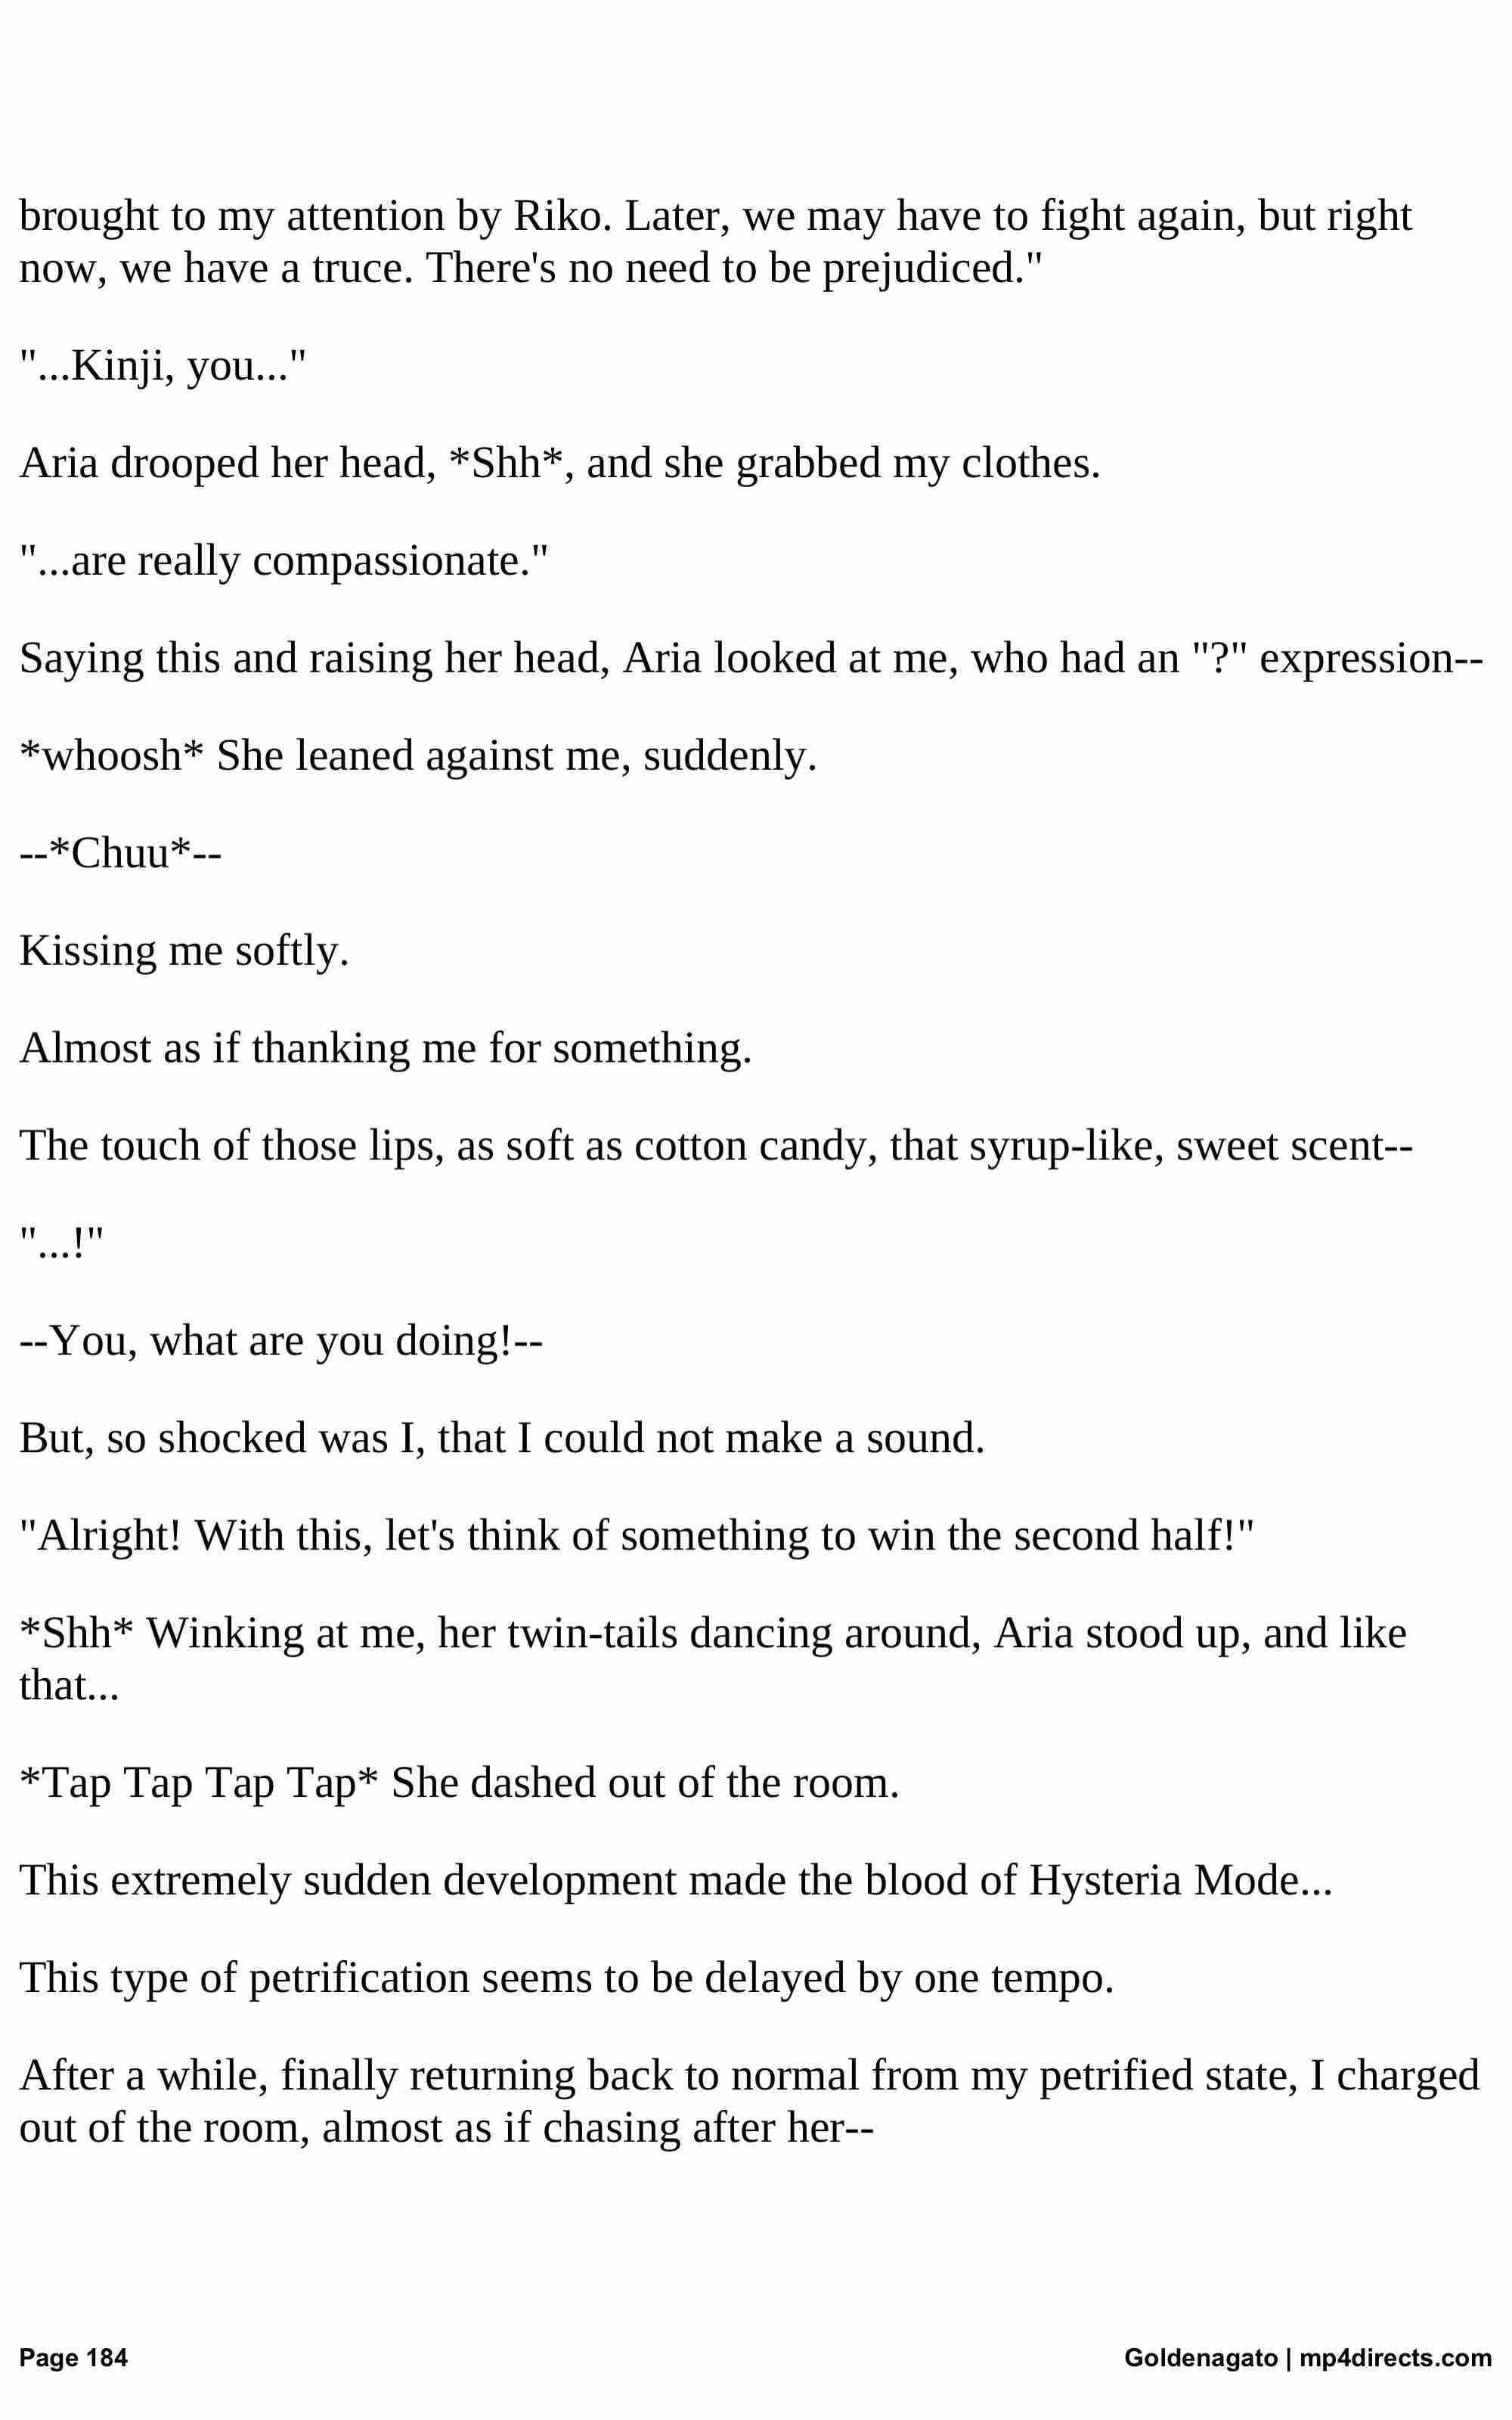 brought to my attention by Riko. Later, we may have to fight again, but right
now, we have a truce. There's no need to be prejudiced."
"...Kinji, you..."
Aria drooped her head, *Shh*, and she grabbed my clothes.
"...are really compassionate."
Saying this and raising her head, Aria looked at me, who had an "?" expression--
*whoosh* She leaned against me, suddenly.
--*Chuu*--
Kissing me softly.
Almost as if thanking me for something.
The touch of those lips, as soft as cotton candy, that syrup-like, sweet scent--
"...!"
--You, what are you doing!--
But, so shocked was I, that I could not make a sound.
"Alright! With this, let's think of something to win the second half!"
*Shh* Winking at me, her twin-tails dancing around, Aria stood up, and like
that...
*Tap Tap Tap Tap* She dashed out of the room.
This extremely sudden development made the blood of Hysteria Mode...
This type of petrification seems to be delayed by one tempo.
After a while, finally returning back to normal from my petrified state, I charged
out of the room, almost as if chasing after her--
Page 184
Goldenagato | mp4directs.com